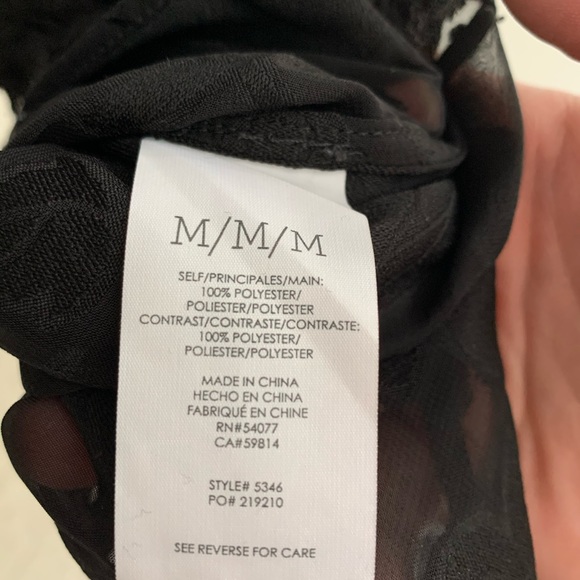 M/M/M
SELF/PRINCIPALES/MAIN:
100% POLYESTER/
POLIESTER/POLYESTER
CONTRAST/CONTRASTE/CONTRASTE:
100% POLYESTER/
POLIESTER/POLYESTER
MADE IN CHINA
HECHO EN CHINA
FABRIQUÉ EN CHINE
RN#54077
CA#59814
STYLE# 5346
PO# 219210
SEE REVERSE FOR CARE